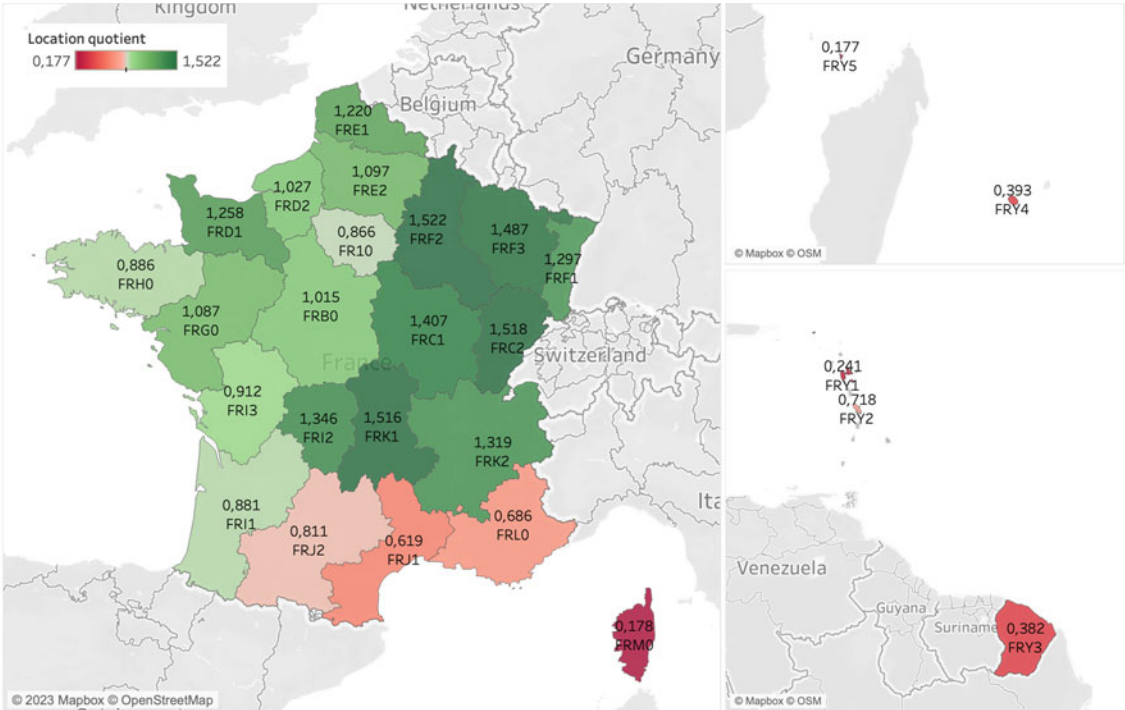 Kingdom
Netherlands
Location quotient
0,177
1,522
Germany
Belgium
1,220
FRE1
1,097
FRE2
1,027
FRD2
1,258
FRD1
0,866
FR10
1,522
FRF2
1,487
FRF3
1,297
FRF1
0,886
FRH0
1,087
FRG0
1,015
FRB0
1,407
FRC1
1,518
FRC2
Switzerland
France
0,912
FRI3
1,346
FRI2
1,516
FRK1
1,319
FRK2
0,881
FRI1
0,811
FRJ2
0,619
FRJ1
0,686
FRL0
Ita
0,178
FRM0
© 2023 Mapbox © OpenStreetMap
0,177
FRY5
0,393
FRY4
© Mapbox © OSM
0,241
FRY1
0,718
FRY2
Venezuela
Guyana
Suriname
0,382
FRY3
© Mapbox © OSM